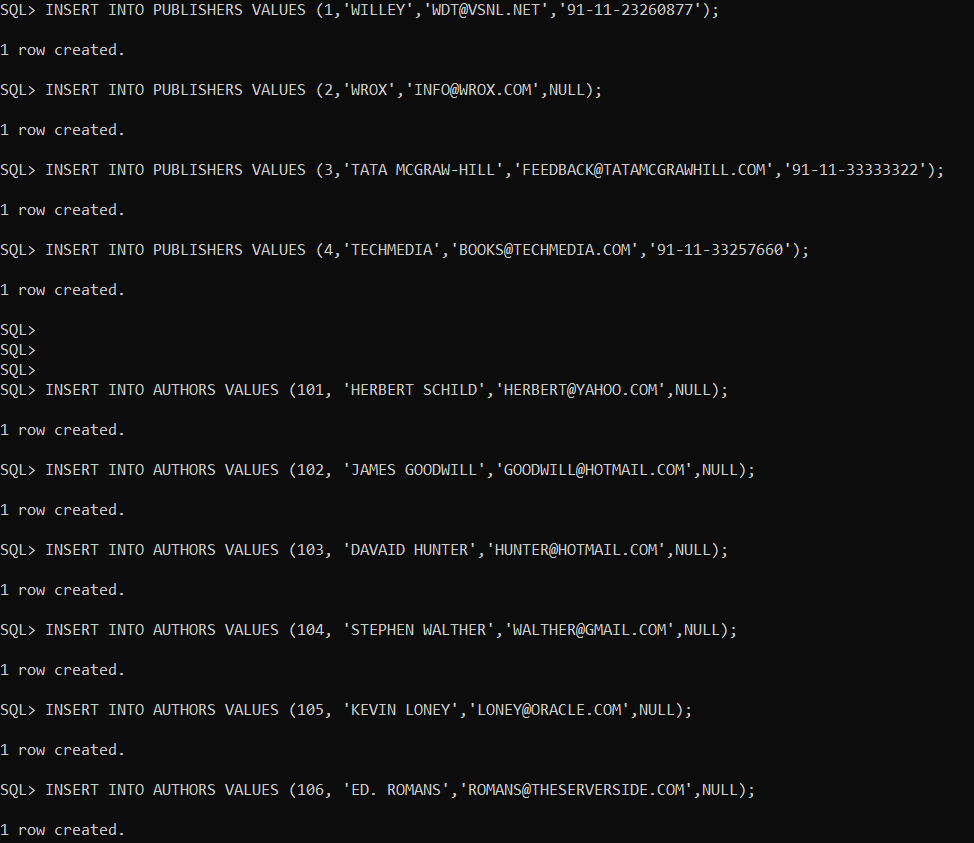 SQL> INSERT INTO PUBLISHERS VALUES (1,'WILLEY','WDT@VSNL.NET','91-11-23260877');
1 row created.
SQL> INSERT INTO PUBLISHERS VALUES (2,'WROX','INFO@WROX.COM',NULL);
1 row created.
SQL> INSERT INTO PUBLISHERS VALUES (3,'TATA MCGRAW-HILL','FEEDBACK@TATAMCGRAWHILL.COM','91-11-33333322');
1 row created.
SQL> INSERT INTO PUBLISHERS VALUES (4,'TECHMEDIA','BOOKS@TECHMEDIA.COM','91-11-33257660');
1 row created.
SQL>
SQL>
SQL>
SQL> INSERT INTO AUTHORS VALUES (101, 'HERBERT SCHILD','HERBERT@YAHOO.COM',NULL);
1 row created.
SQL> INSERT INTO AUTHORS VALUES (102, 'JAMES GOODWILL','GOODWILL@HOTMAIL.COM',NULL);
1 row created.
SQL> INSERT INTO AUTHORS VALUES (103, 'DAVAID HUNTER','HUNTER@HOTMAIL.COM',NULL);
1 row created.
SQL> INSERT INTO AUTHORS VALUES (104, 'STEPHEN WALTHER','WALTHER@GMAIL.COM',NULL);
1 row created.
SQL> INSERT INTO AUTHORS VALUES (105, 'KEVIN LONEY','LONEY@ORACLE.COM',NULL);
1 row created.
SQL> INSERT INTO AUTHORS VALUES (106, 'ED. ROMANS','ROMANS@THESERVERSIDE.COM',NULL);
1 row created.